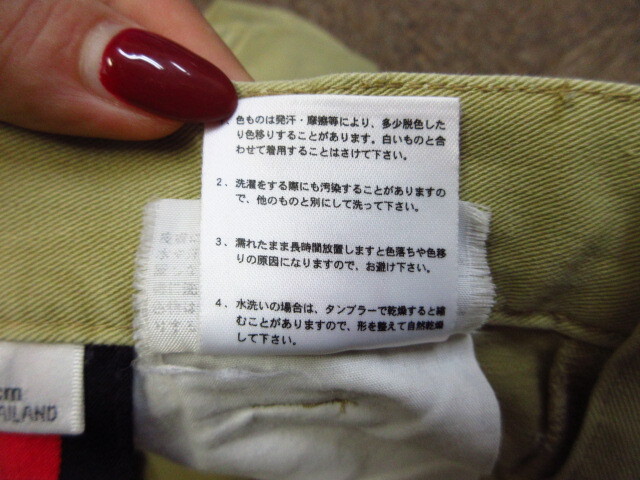 色ものは発汗・摩擦等により、多少脱色した
り色移りすることがあります。白いものと合
わせて着用することはさけて下さい。
2. 洗濯をする際にも汚染することがありますの
で、他のものと別にして洗って下さい。
3. 濡れたまま長時間放置しますと色落ちや色移
りの原因になりますので、お避け下さい。
4. 水洗いの場合は、タンブラーで乾燥すると縮
むことがありますので、形を整えて自然乾燥
して下さい。
cm
AILAND